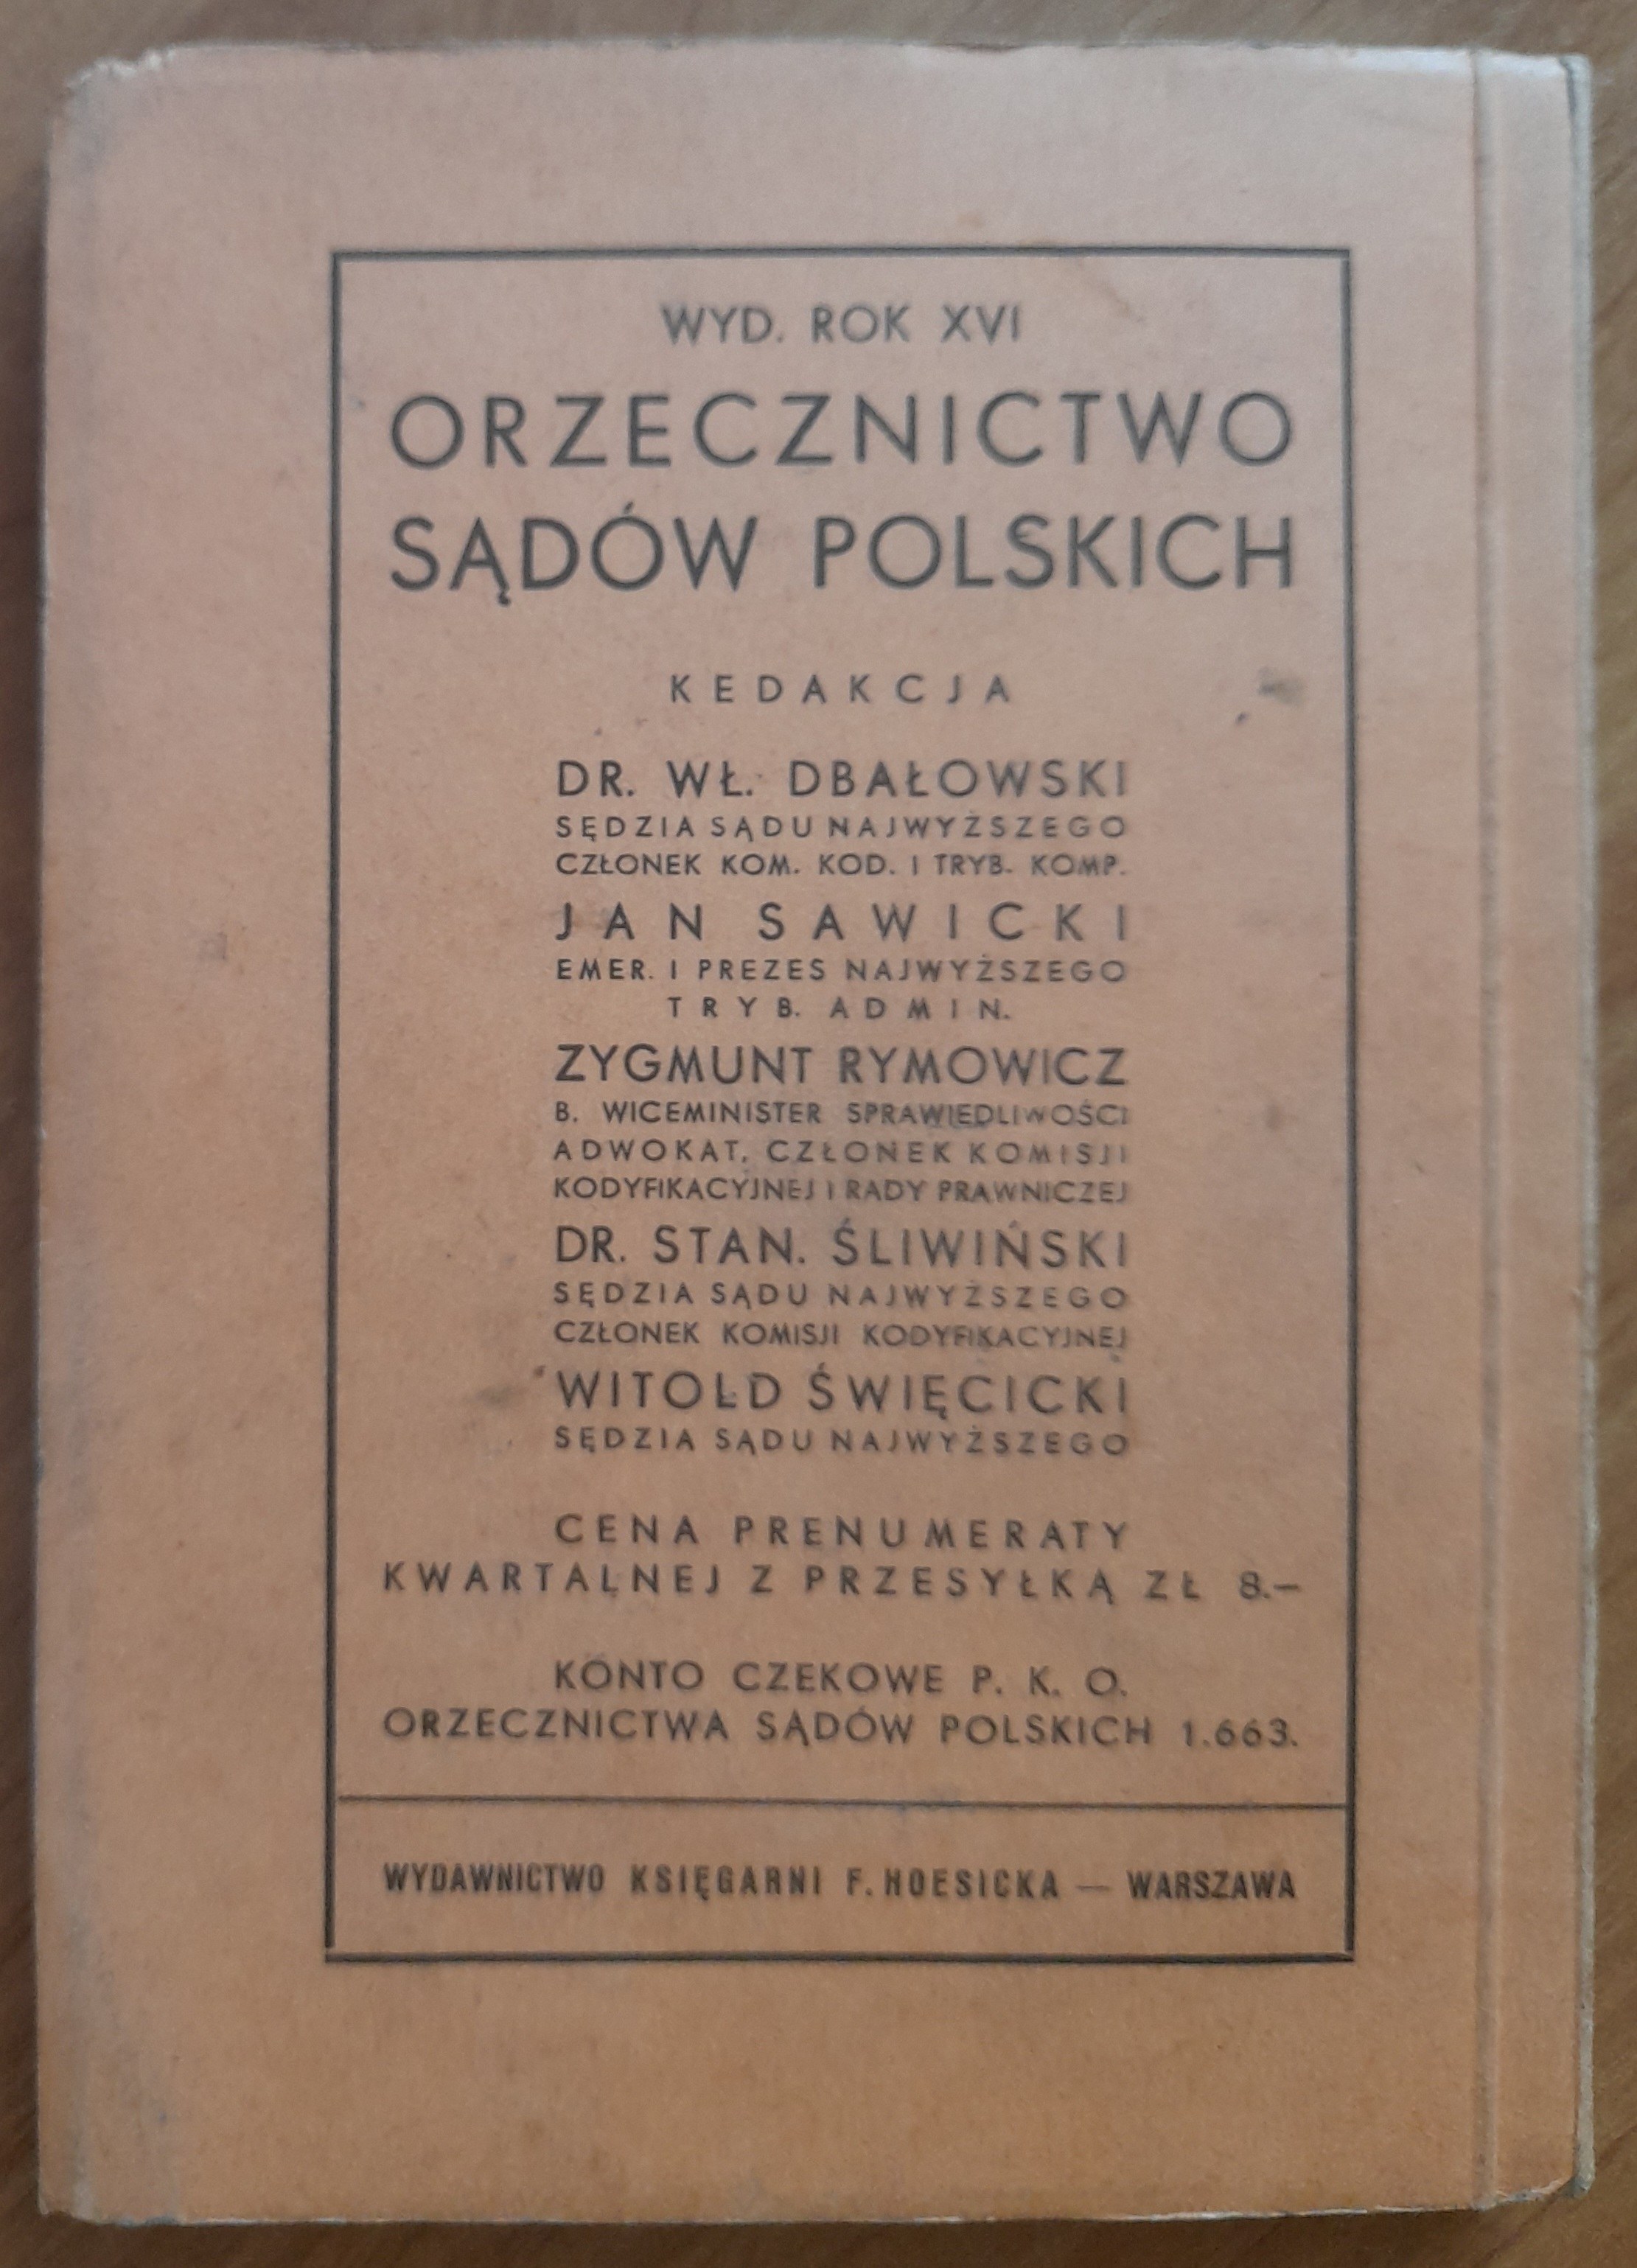 WYD. ROK XVI
ORZECZNICTWO
SĄDÓW POLSKICH
KEDAKCJA
DR. WŁ. DBAŁOWSKI
SĘDZIA SĄDU NAJWYŻSZEGO
CZŁONEK KOM. KOD. I TRYB. KOMP.
JAN SAWICKI
EMER. I PREZES NAJWYŻSZEGO
TRYB. ADMIN.
ZYGMUNT RYMOWICZ
B. WICEMINISTER SPRAWIEDLIWOŚCI
ADWOKAT, CZŁONEK KOMISJI
KODYFIKACYJNEJ I RADY PRAWNICZEJ
DR. STAN. ŚLIWIŃSKI
SĘDZIA SĄDU NAJWYŻSZEGO
CZŁONEK KOMISJI KODYFIKACYJNEJ
WITOLD ŚWIĘCICKI
SĘDZIA SĄDU NAJWYŻSZEGO
CENA PRENUMERATY
KWARTALNEJ Z PRZESYŁKĄ ZŁ 8.—
KONTO CZEKOWE P. K. O.
ORZECZNICTWA SĄDÓW POLSKICH 1.663.
WYDAWNICTWO KSIĘGARNI F. HOESICKA — WARSZAWA